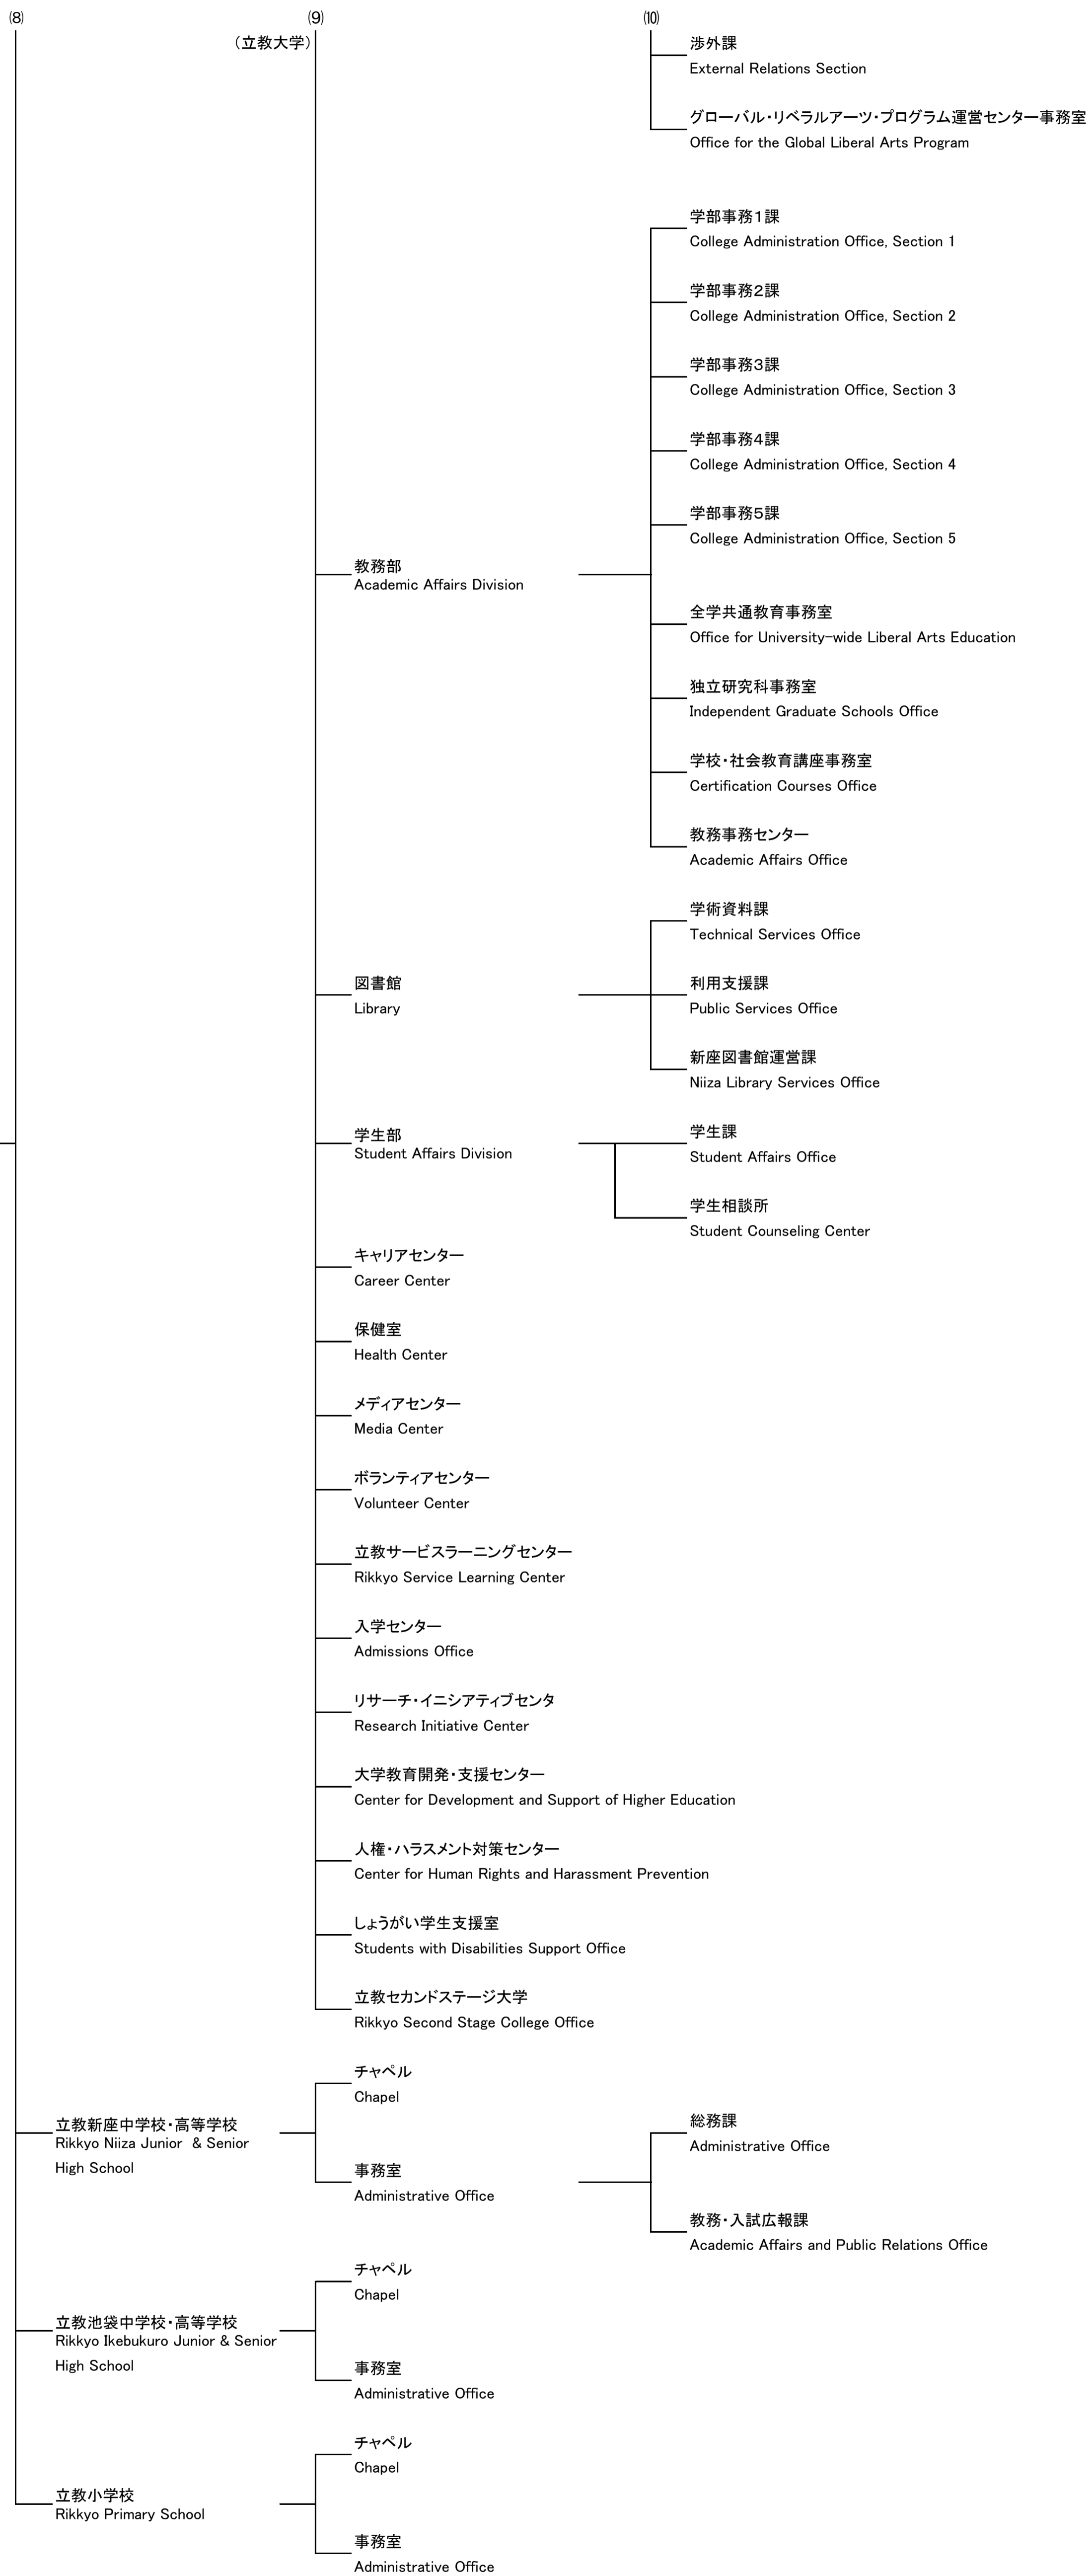 ⑻
⑼
⑽
（立教大学）
渉外課
External Relations Section
グローバル・リベラルアーツ・プログラム運営センター事務室
Office for the Global Liberal Arts Program
学部事務１課
College Administration Office, Section 1
学部事務２課
College Administration Office, Section 2
学部事務３課
College Administration Office, Section 3
学部事務４課
College Administration Office, Section 4
学部事務５課
College Administration Office, Section 5
教務部
Academic Affairs Division
全学共通教育事務室
Office for University-wide Liberal Arts Education
独立研究科事務室
Independent Graduate Schools Office
学校・社会教育講座事務室
Certification Courses Office
教務事務センター
Academic Affairs Office
学術資料課
Technical Services Office
図書館
Library
利用支援課
Public Services Office
新座図書館運営課
Niiza Library Services Office
学生部
Student Affairs Division
学生課
Student Affairs Office
学生相談所
Student Counseling Center
キャリアセンター
Career Center
保健室
Health Center
メディアセンター
Media Center
ボランティアセンター
Volunteer Center
立教サービスラーニングセンター
Rikkyo Service Learning Center
入学センター
Admissions Office
リサーチ・イニシアティブセンタ
Research Initiative Center
大学教育開発・支援センター
Center for Development and Support of Higher Education
人権・ハラスメント対策センター
Center for Human Rights and Harassment Prevention
しょうがい学生支援室
Students with Disabilities Support Office
立教セカンドステージ大学
Rikkyo Second Stage College Office
立教新座中学校・高等学校
Rikkyo Niiza Junior & Senior
High School
チャペル
Chapel
事務室
Administrative Office
総務課
Administrative Office
教務・入試広報課
Academic Affairs and Public Relations Office
立教池袋中学校・高等学校
Rikkyo Ikebukuro Junior & Senior
High School
チャペル
Chapel
事務室
Administrative Office
立教小学校
Rikkyo Primary School
チャペル
Chapel
事務室
Administrative Office